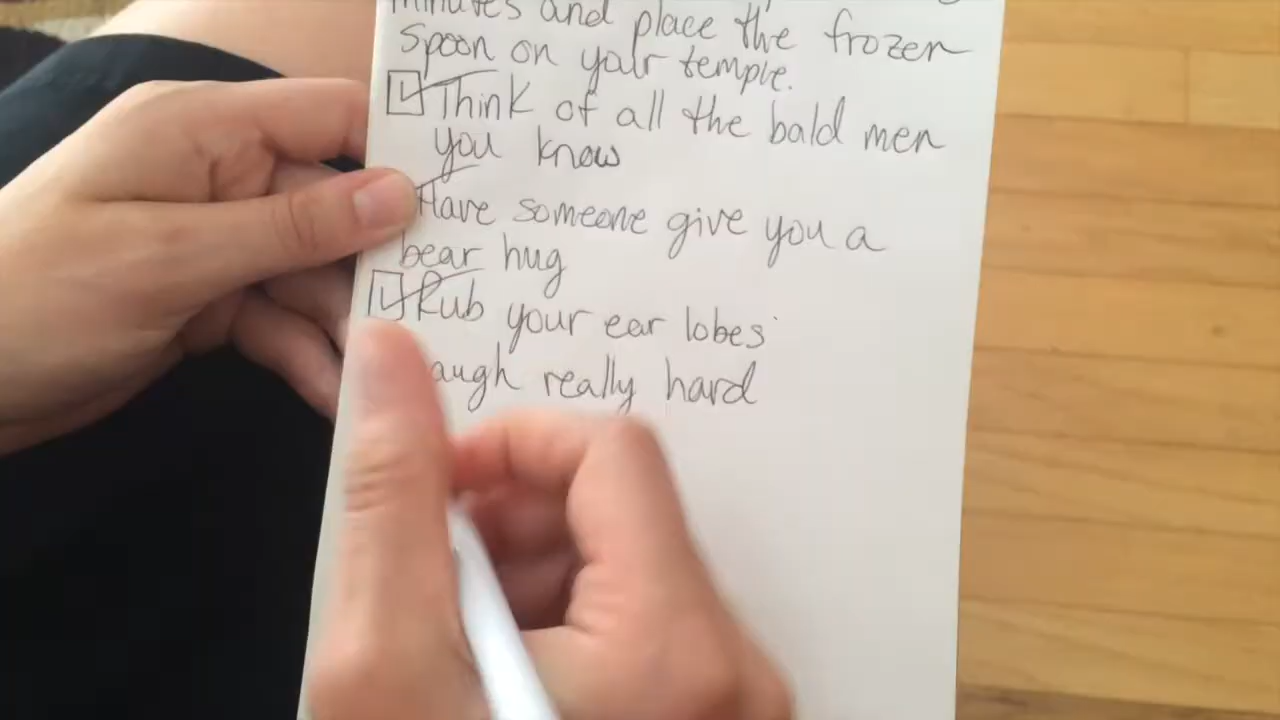 minutes and place the frozen
spoon on your temple.
Think of all the bald men
you know
Have someone give you a
bear hug
Rub your ear lobes
augh really hard